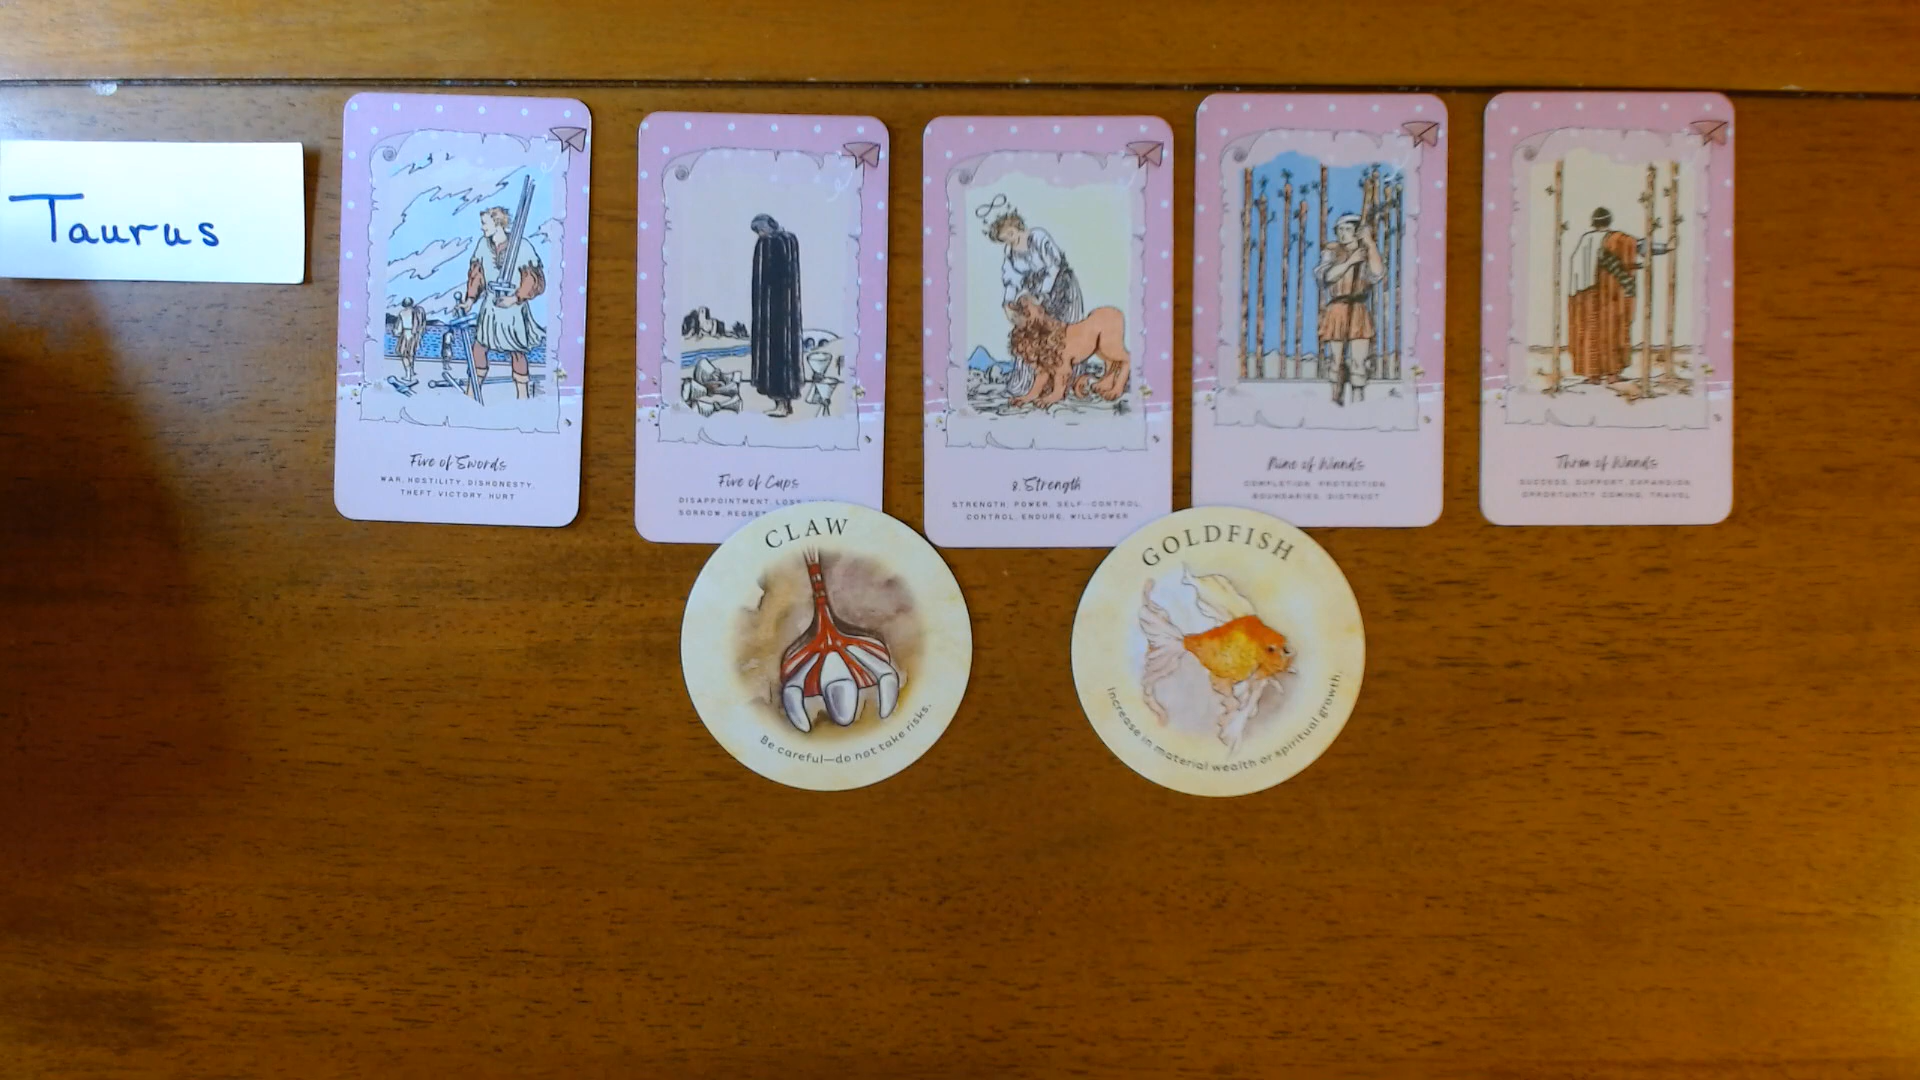 Taurus
Five of Swords
WAR, HOSTILITY, DISHONESTY,
THEFT, VICTORY, HURT
Five of Cups
DISAPPOINTMENT, LOSS,
SORROW, REGRET
8. Strength
STRENGTH, POWER, SELF-CONTROL,
CONTROL, ENDURE, WILLPOWER
Nine of Wands
COMPLETION, PROTECTION,
BOUNDARIES, DISTRUST
Three of Wands
SUCCESS, SUPPORT, EXPANSION,
OPPORTUNITY COMING, TRAVEL
CLAW
Be careful—do not take risks.
GOLDFISH
Increase in material wealth or spiritual growth.